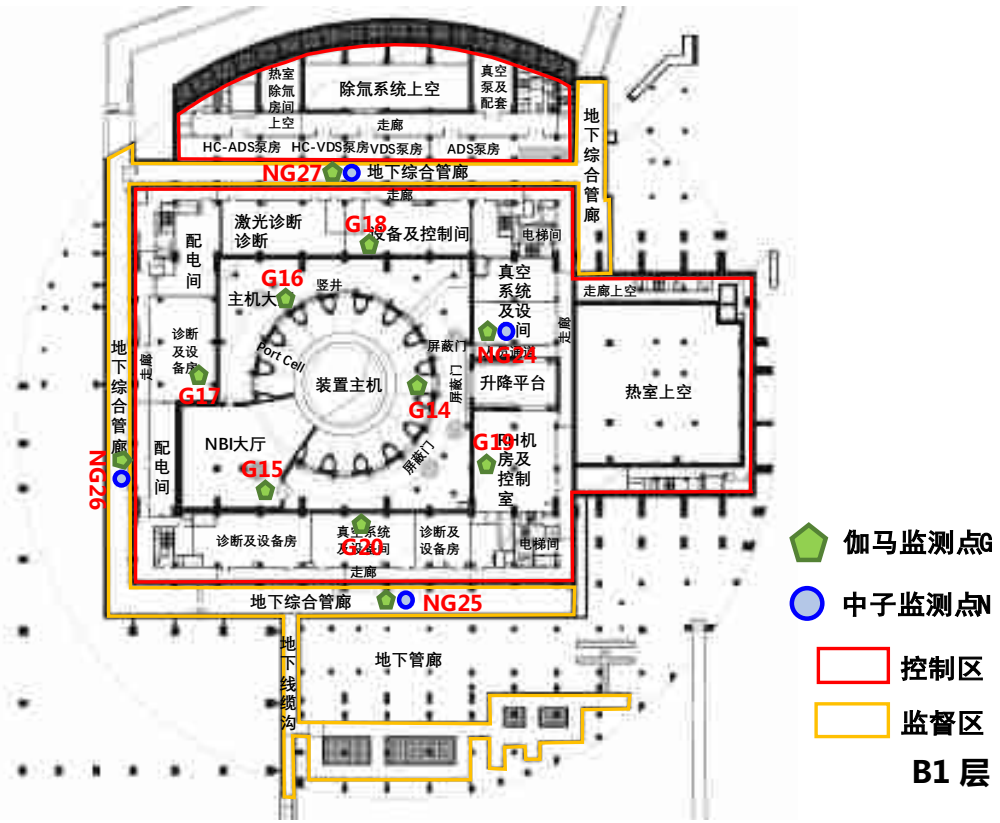 热室
除氚
房间
上空
除氚系统上空
真空
泵及
配套
走廊
HC-ADS泵房
HC-VDS泵房
VDS泵房
ADS泵房
地下综合管廊
NG27
地下综合管廊
走廊
配电间
激光诊断
诊断
G18
设备及控制间
电梯间
G16
主机大
竖井
真空
系统
及设
间
走廊上空
走廊
NG24
诊断
及设
备房
G17
走廊
地下综合管廊
Port Cell
装置主机
屏蔽门
屏蔽门
升降平台
热室上空
G14
屏蔽门
NBI大厅
G15
G19
RH机
房及
控制
室
配电间
NG26
诊断及设备房
真空系统
及设备间
G20
诊断及
设备房
电梯间
走廊
地下综合管廊
NG25
地下线缆沟
地下管廊
伽马监测点G
中子监测点N
控制区
监督区
B1 层